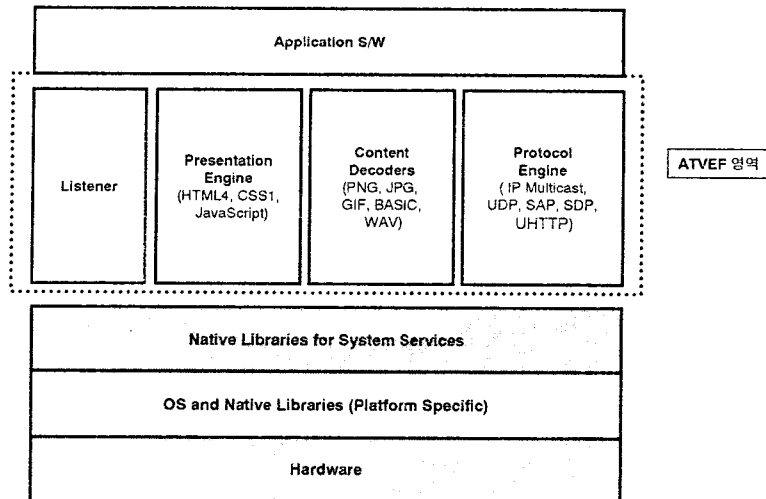 Application S/W
Listener
Presentation
Engine
(HTML4, CSS1,
JavaScript)
Content
Decoders
(PNG, JPG,
GIF, BASIC,
WAV)
Protocol
Engine
( IP Multicast,
UDP, SAP, SDP,
UHTTP)
ATVEF 영역
Native Libraries for System Services
OS and Native Libraries (Platform Specific)
Hardware